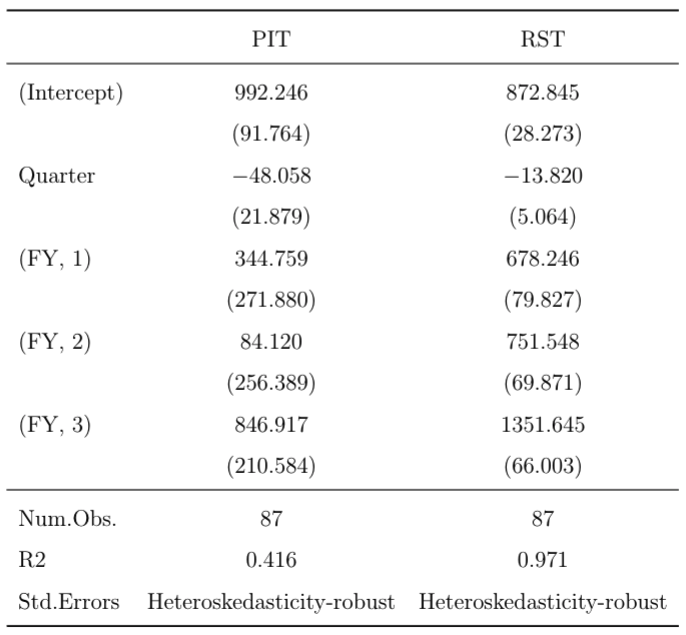 PIT RST
(Intercept) 992.246 872.845
(91.764) (28.273)
Quarter −48.058 −13.820
(21.879) (5.064)
(FY, 1) 344.759 678.246
(271.880) (79.827)
(FY, 2) 84.120 751.548
(256.389) (69.871)
(FY, 3) 846.917 1351.645
(210.584) (66.003)
Num.Obs. 87 87
R2 0.416 0.971
Std.Errors Heteroskedasticity-robust Heteroskedasticity-robust